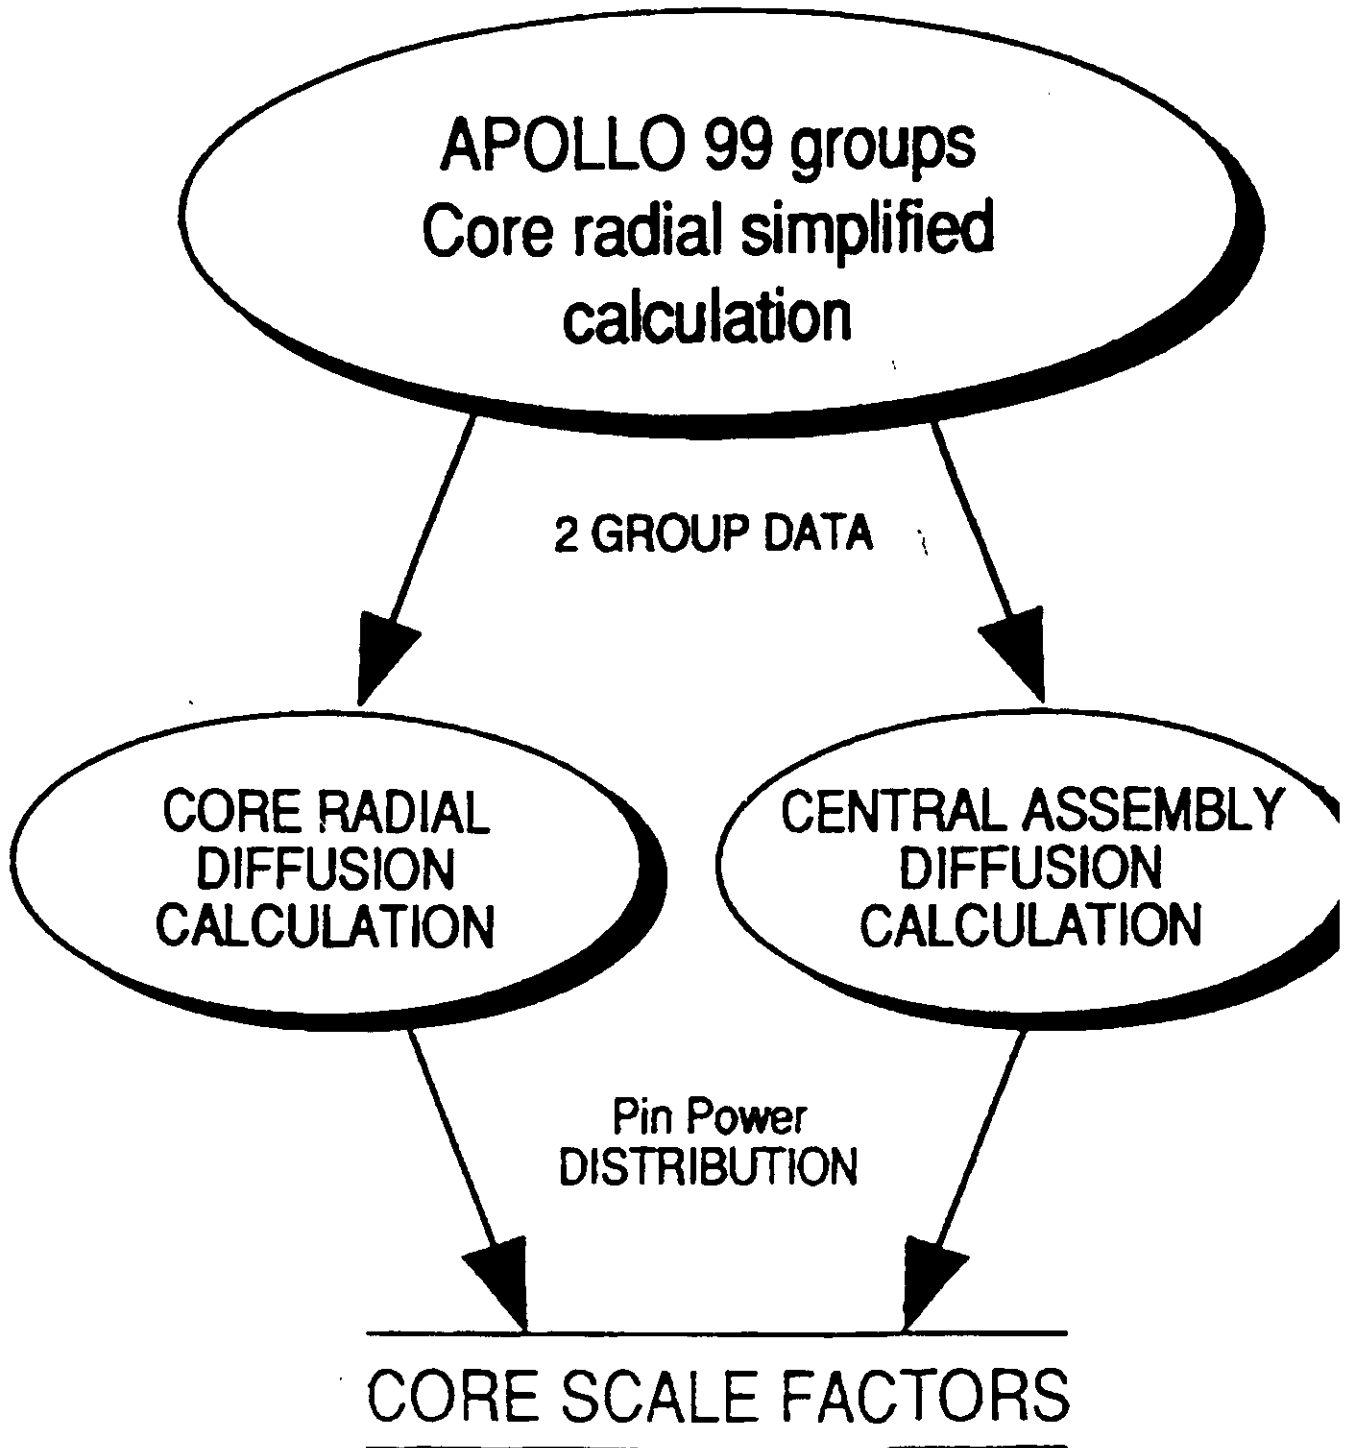 APOLLO 99 groups
Core radial simplified
calculation
2 GROUP DATA
CORE RADIAL
DIFFUSION
CALCULATION
CENTRAL ASSEMBLY
DIFFUSION
CALCULATION
Pin Power
DISTRIBUTION
CORE SCALE FACTORS